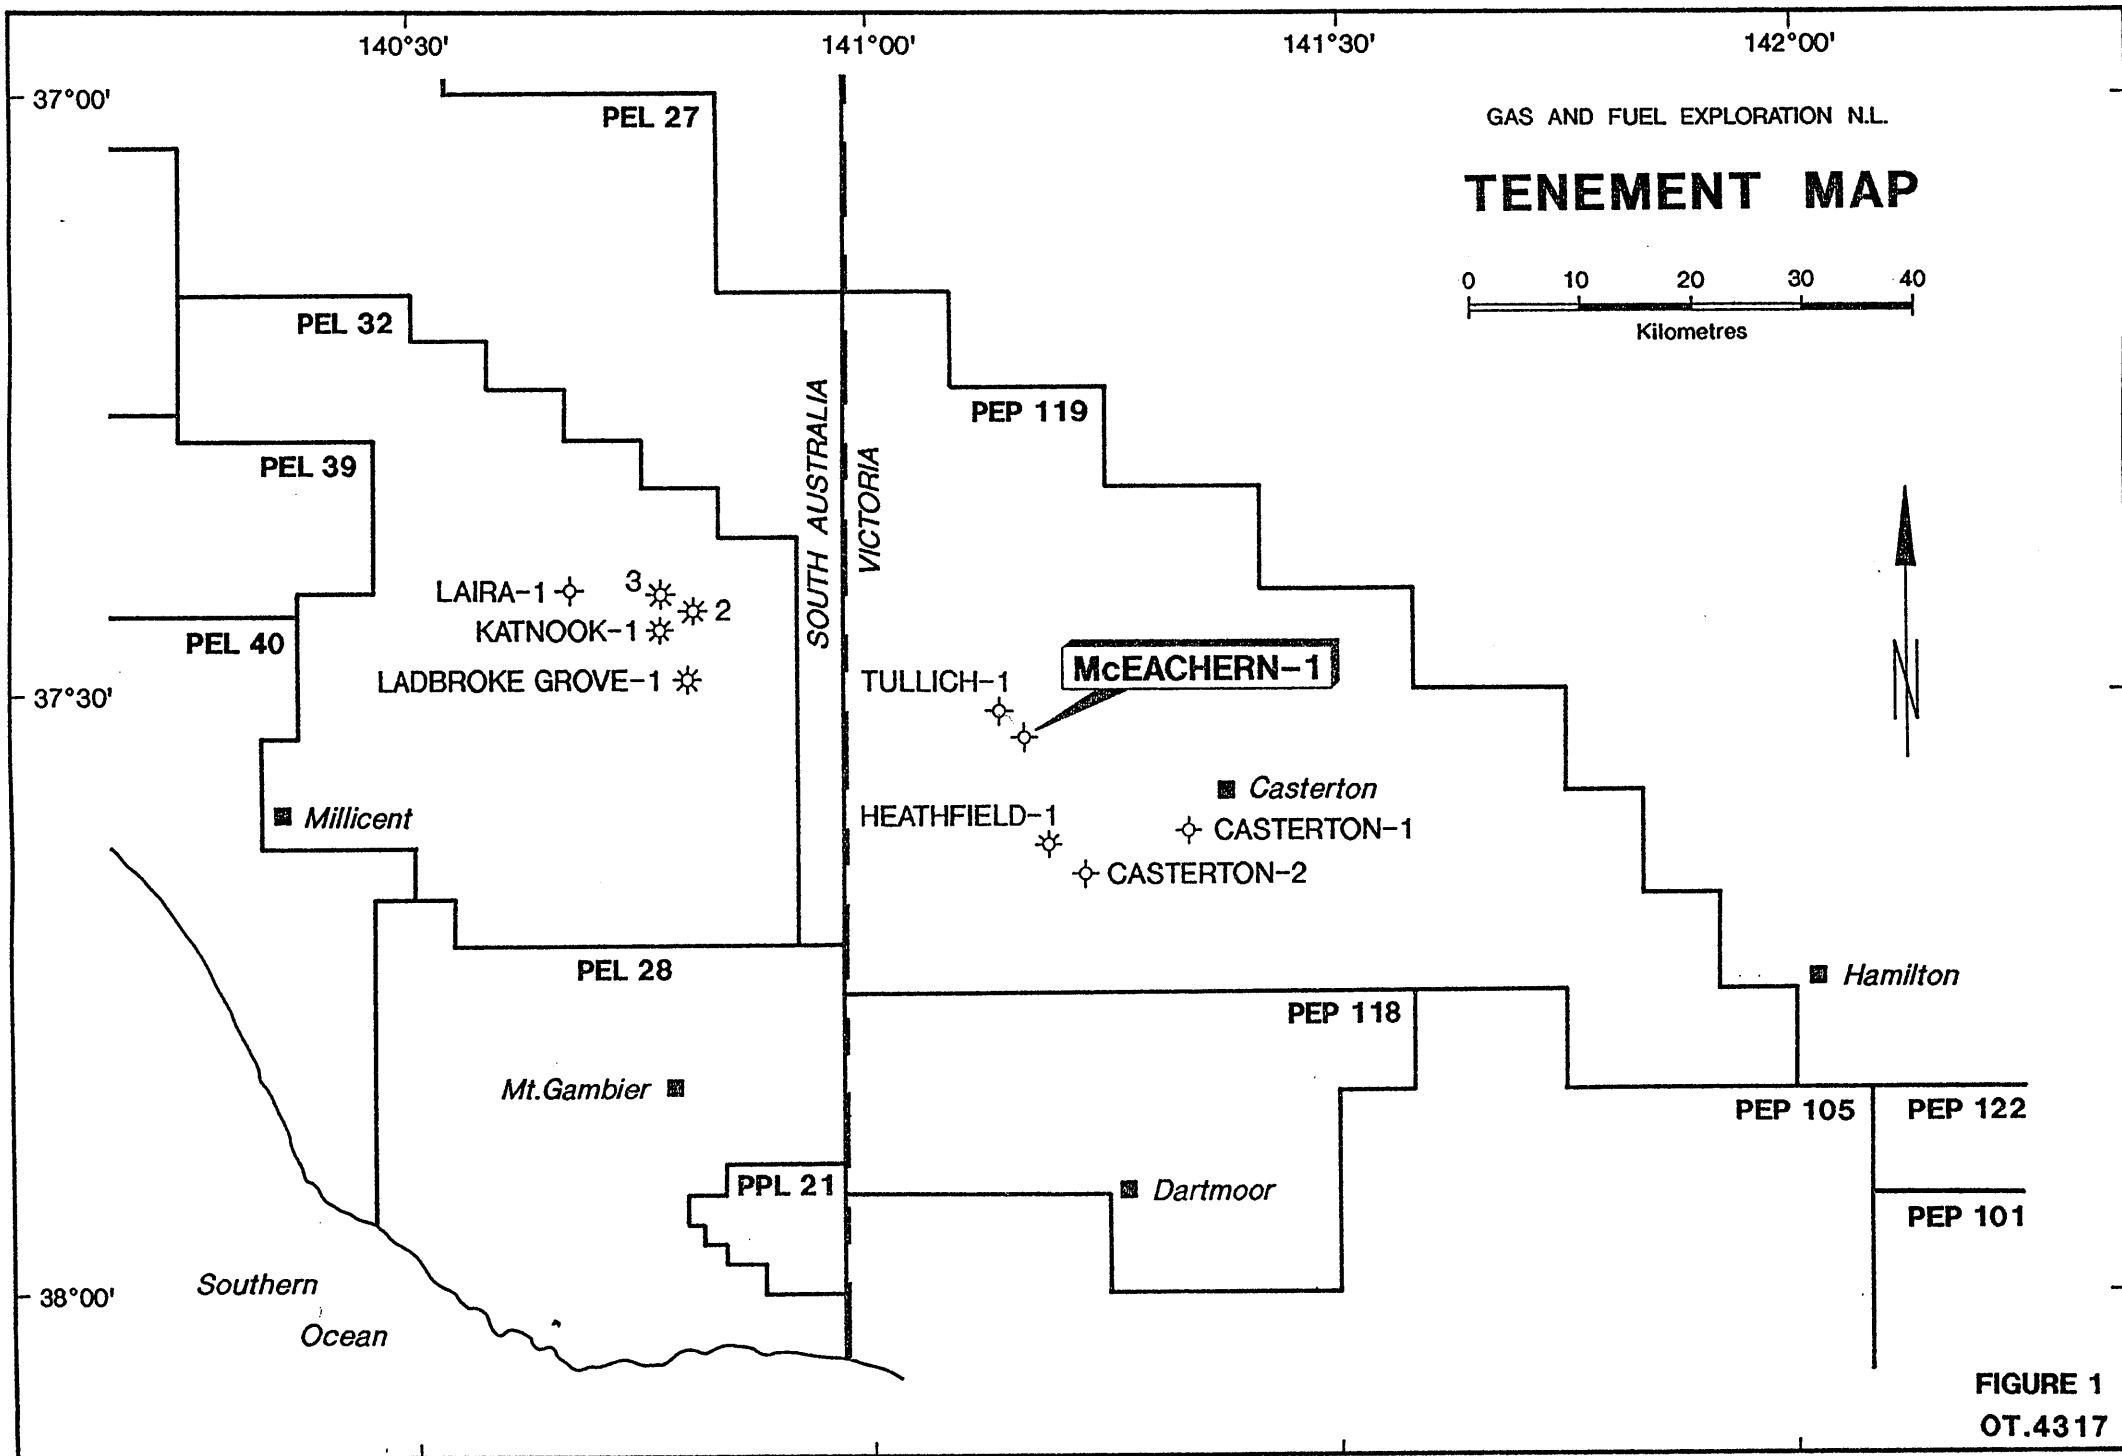 140°30'
141°00'
141°30'
142°00'
37°00'
PEL 27
GAS AND FUEL EXPLORATION N.L.
TENEMENT MAP
0 10 20 30 40
Kilometres
PEL 32
PEP 119
SOUTH AUSTRALIA
VICTORIA
PEL 39
LAIRA-1
3
2
KATNOOK-1
PEL 40
LADBROKE GROVE-1
McEACHERN-1
TULLICH-1
37°30'
N
Casterton
Millicent
HEATHFIELD-1
CASTERTON-1
CASTERTON-2
PEL 28
Hamilton
PEP 118
Mt.Gambier
PEP 105
PEP 122
PPL 21
Dartmoor
PEP 101
Southern
Ocean
38°00'
FIGURE 1
OT.4317